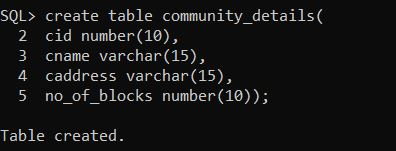 SQL> create table community_details(
  2  cid number(10),
  3  cname varchar(15),
  4  caddress varchar(15),
  5  no_of_blocks number(10));
Table created.